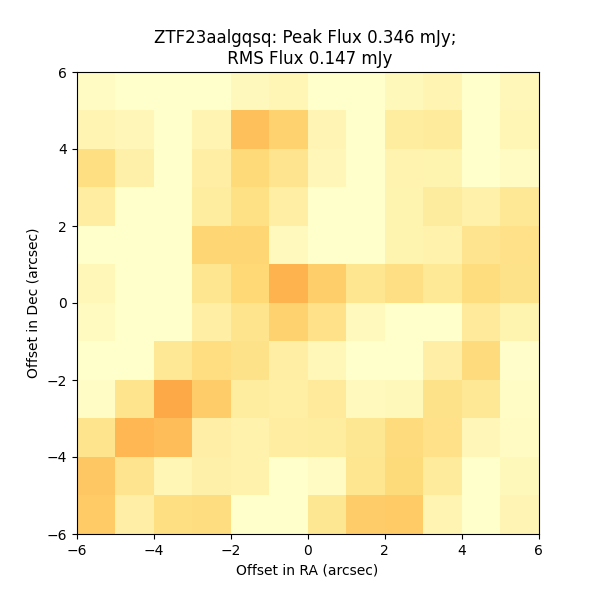 ZTF23aalgqsq: Peak Flux 0.346 mJy;
RMS Flux 0.147 mJy
6
4
2
0
−2
−4
−6
Offset in Dec (arcsec)
−6 −4 −2 0 2 4 6
Offset in RA (arcsec)